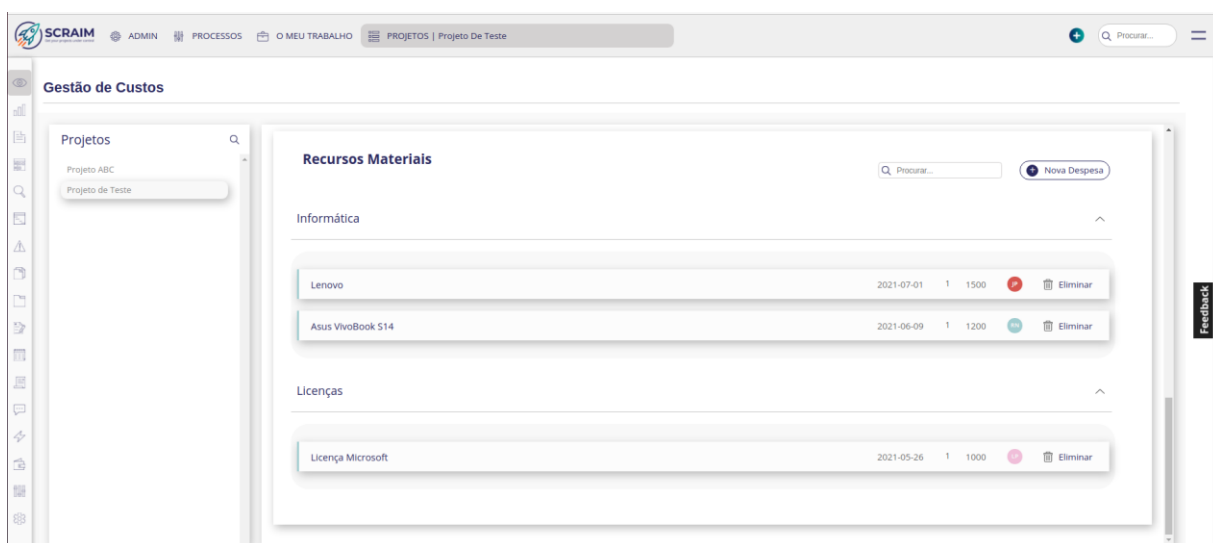 SCRAIM ADMIN PROCESSOS O MEU TRABALHO PROJETOS | Projeto De Teste Procurar...
Gestão de Custos
Projetos
Projeto ABC
Projeto de Teste
Recursos Materiais
Procurar... Nova Despesa
Informática
Lenovo 2021-07-01 1 1500 JP Eliminar
Asus VivoBook S14 2021-06-09 1 1200 Eliminar
Licenças
Licença Microsoft 2021-05-26 1 1000 Eliminar
Feedback